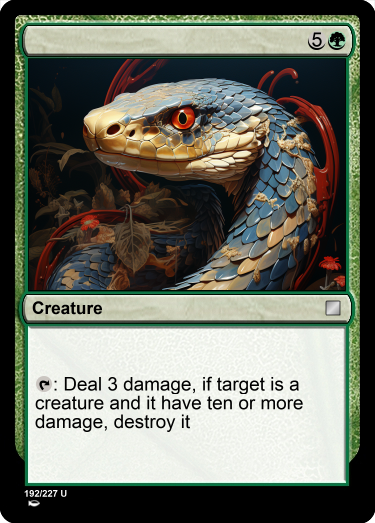 5
Creature
: Deal 3 damage, if target is a
creature and it have ten or more
damage, destroy it
192/227 U